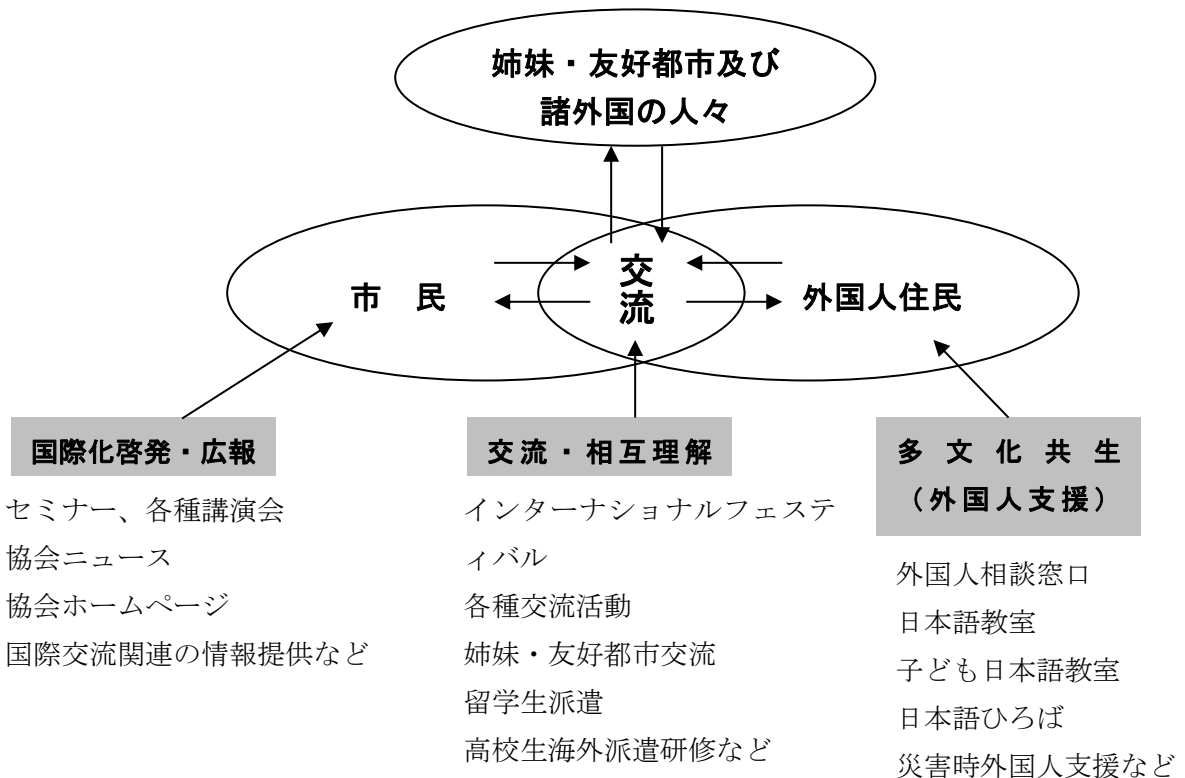 姉妹・友好都市及び
諸外国の人々
市　民
交流
外国人住民
国際化啓発・広報
セミナー、各種講演会
協会ニュース
協会ホームページ
国際交流関連の情報提供など
交流・相互理解
インターナショナルフェステ
ィバル
各種交流活動
姉妹・友好都市交流
留学生派遣
高校生海外派遣研修など
多文化共生
（外国人支援）
外国人相談窓口
日本語教室
子ども日本語教室
日本語ひろば
災害時外国人支援など